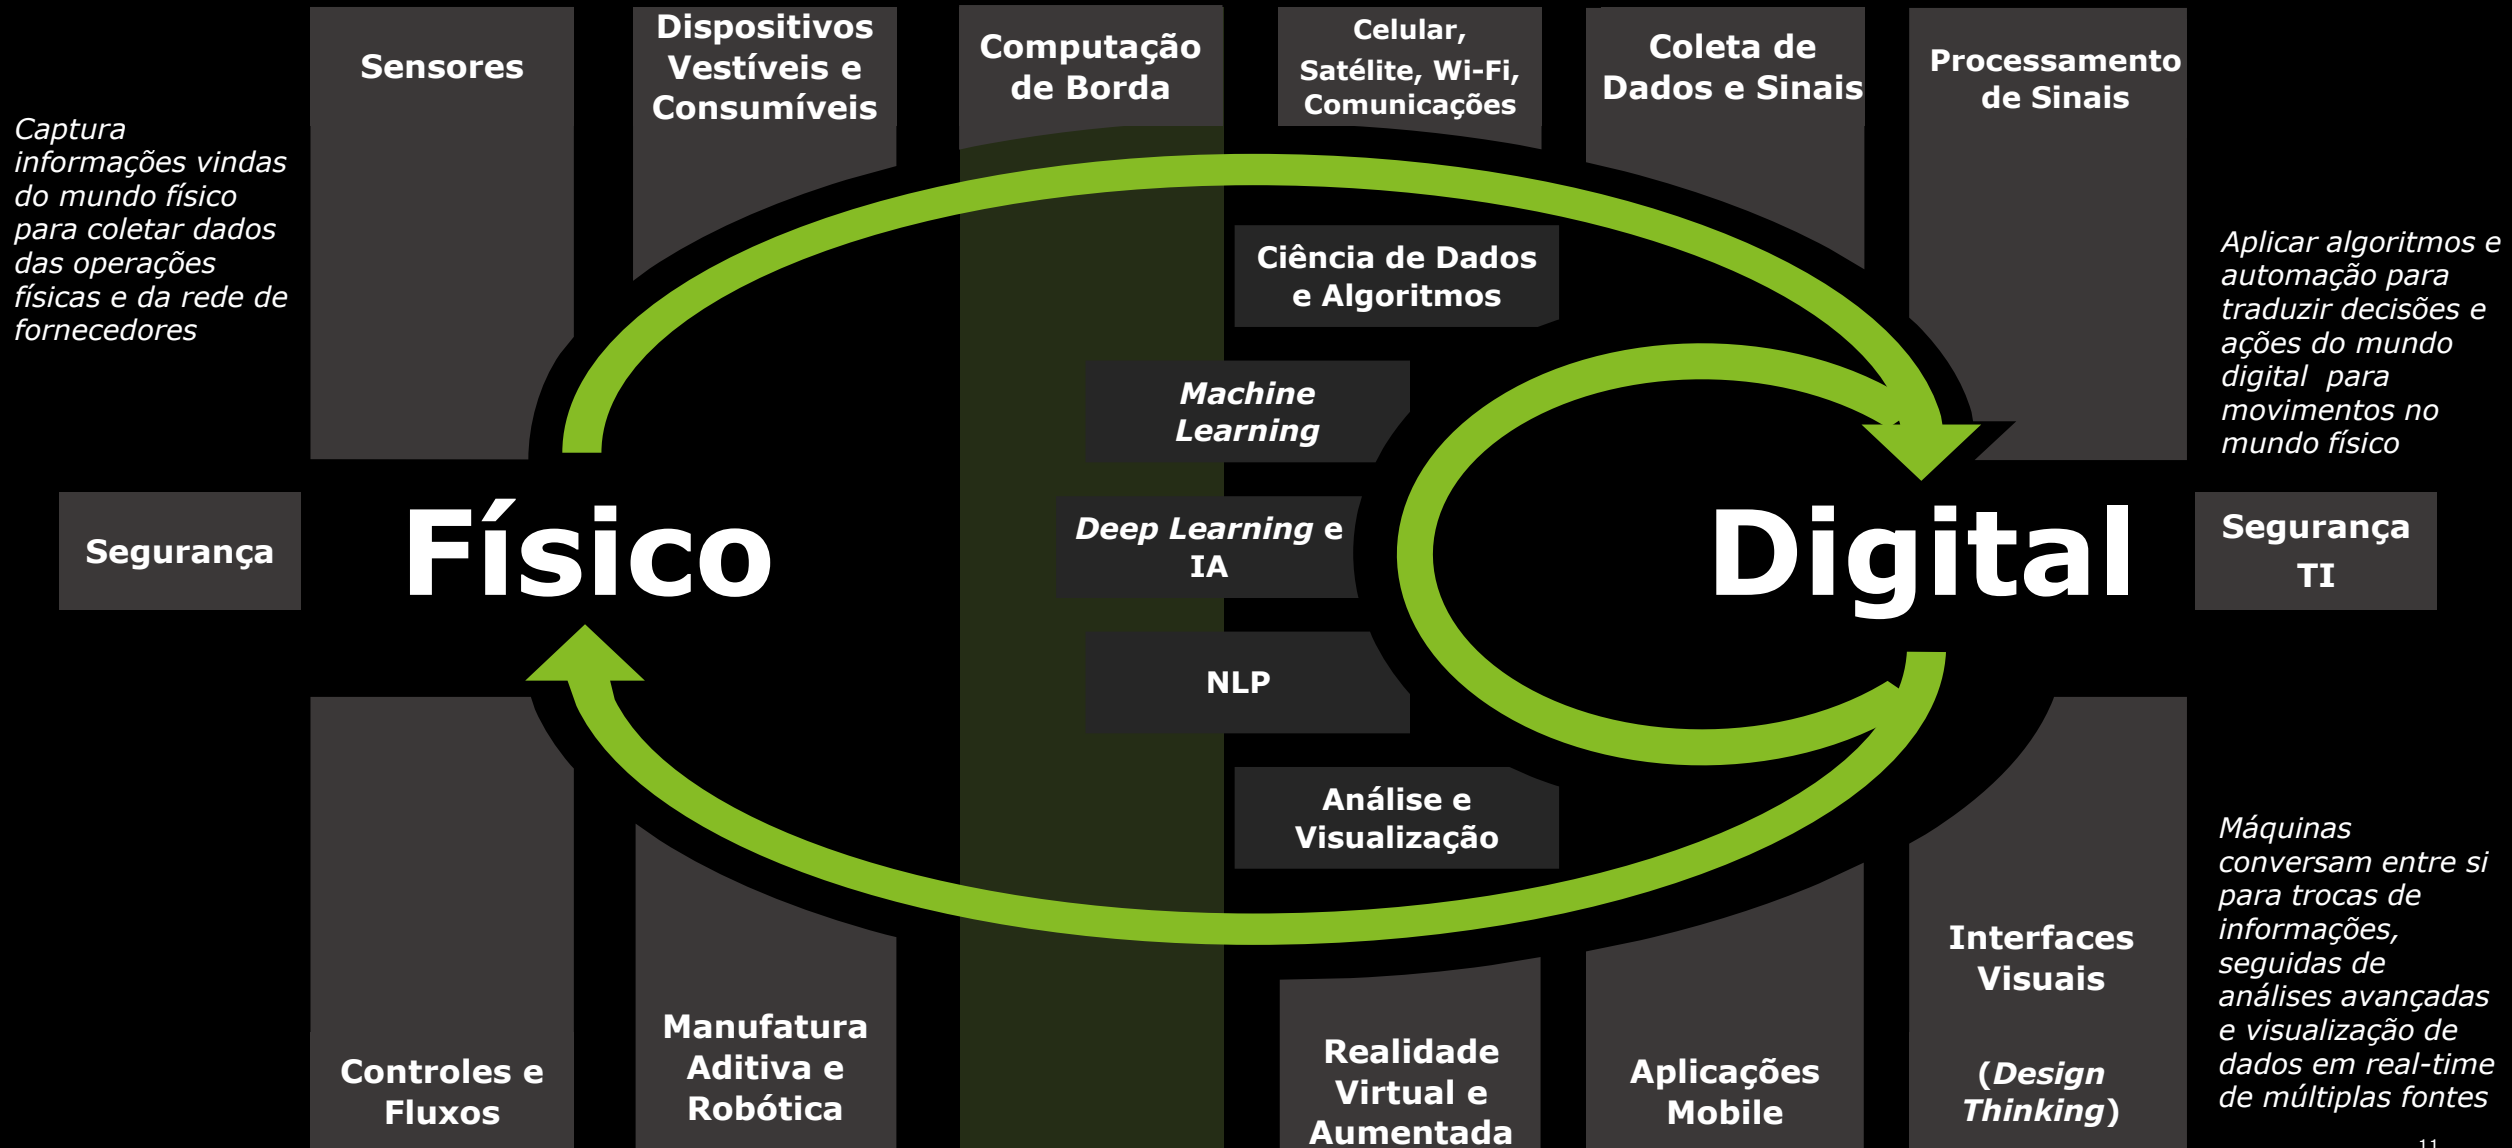 Sensores
Dispositivos
Vestíveis e
Consumíveis
Computação
de Borda
Celular,
Satélite, Wi-Fi,
Comunicações
Coleta de
Dados e Sinais
Processamento
de Sinais
Captura
informações vindas
do mundo físico
para coletar dados
das operações
físicas e da rede de
fornecedores
Ciência de Dados
e Algoritmos
Machine
Learning
Deep Learning e
IA
NLP
Análise e
Visualização
Aplicar algoritmos e
automação para
traduzir decisões e
ações do mundo
digital  para
movimentos no
mundo físico
Segurança
Físico
Digital
Segurança
TI
Controles e
Fluxos
Manufatura
Aditiva e
Robótica
Realidade
Virtual e
Aumentada
Aplicações
Mobile
Interfaces
Visuais
(Design
Thinking)
Máquinas
conversam entre si
para trocas de
informações,
seguidas de
análises avançadas
e visualização de
dados em real-time
de múltiplas fontes
11